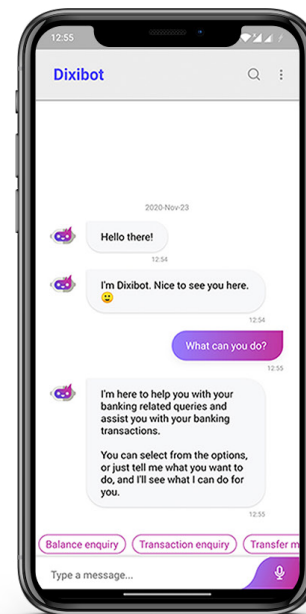 12:55
Dixibot
2020-Nov-23
Hello there!
12:54
I'm Dixibot. Nice to see you here.
🙂
12:54
What can you do?
12:55
I'm here to help you with your
banking related queries and
assist you with your banking
transactions.
You can select from the options,
or just tell me what you want to
do, and I'll see what I can do for
you.
12:55
Balance enquiry Transaction enquiry Transfer m
Type a message...